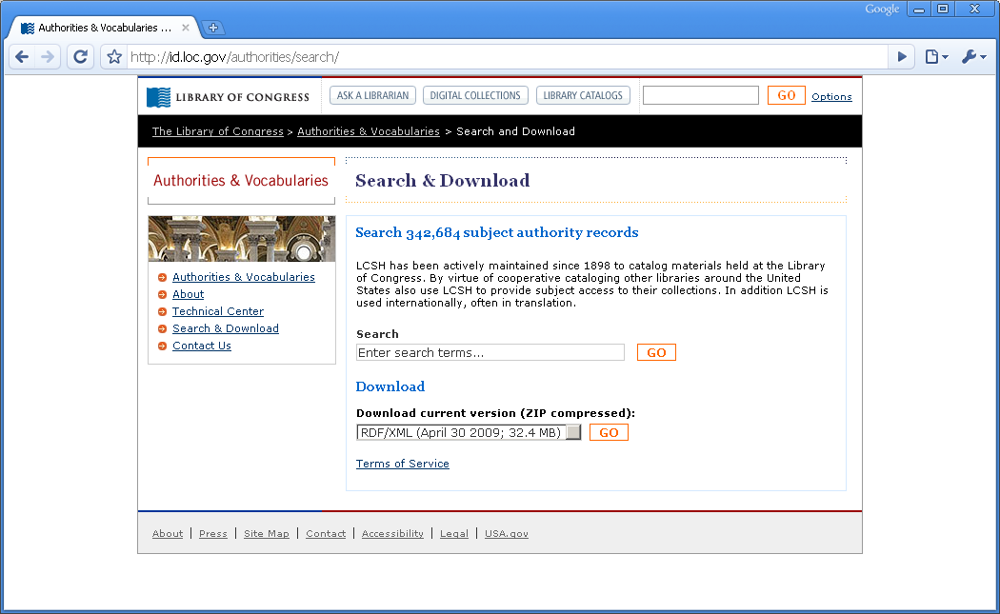 Google
Authorities & Vocabularies ...
http://id.loc.gov/authorities/search/
LIBRARY OF CONGRESS
ASK A LIBRARIAN
DIGITAL COLLECTIONS
LIBRARY CATALOGS
GO
Options
The Library of Congress > Authorities & Vocabularies > Search and Download
Authorities & Vocabularies
Authorities & Vocabularies
About
Technical Center
Search & Download
Contact Us
Search & Download
Search 342,684 subject authority records
LCSH has been actively maintained since 1898 to catalog materials held at the Library
of Congress. By virtue of cooperative cataloging other libraries around the United
States also use LCSH to provide subject access to their collections. In addition LCSH is
used internationally, often in translation.
Search
Enter search terms...
GO
Download
Download current version (ZIP compressed):
RDF/XML (April 30 2009; 32.4 MB)
GO
Terms of Service
About | Press | Site Map | Contact | Accessibility | Legal | USA.gov